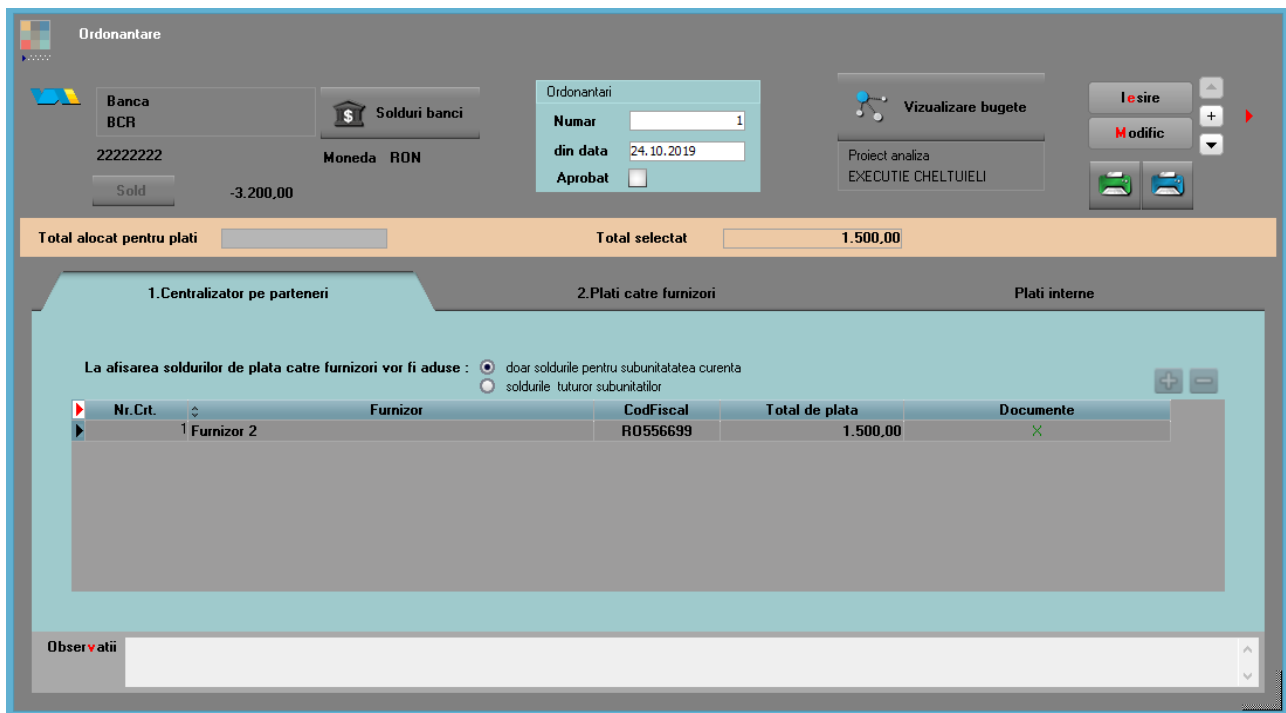 Ordonantare
Banca
BCR
22222222
Sold
-3.200,00
$ Solduri banci
Moneda RON
Ordonantari
Numar 1
din data 24.10.2019
Aprobat
Vizualizare bugete
Proiect analiza
EXECUTIE CHELTUIELI
Iesire
Modific
+
Total alocat pentru plati
Total selectat 1.500,00
1.Centralizator pe parteneri
2.Plati catre furnizori
Plati interne
La afisarea soldurilor de plata catre furnizori vor fi aduse :
doar soldurile pentru subunitatatea curenta
soldurile tuturor subunitatilor
Nr.Crt. Furnizor CodFiscal Total de plata Documente
1 Furnizor 2 RO556699 1.500,00 X
Observatii